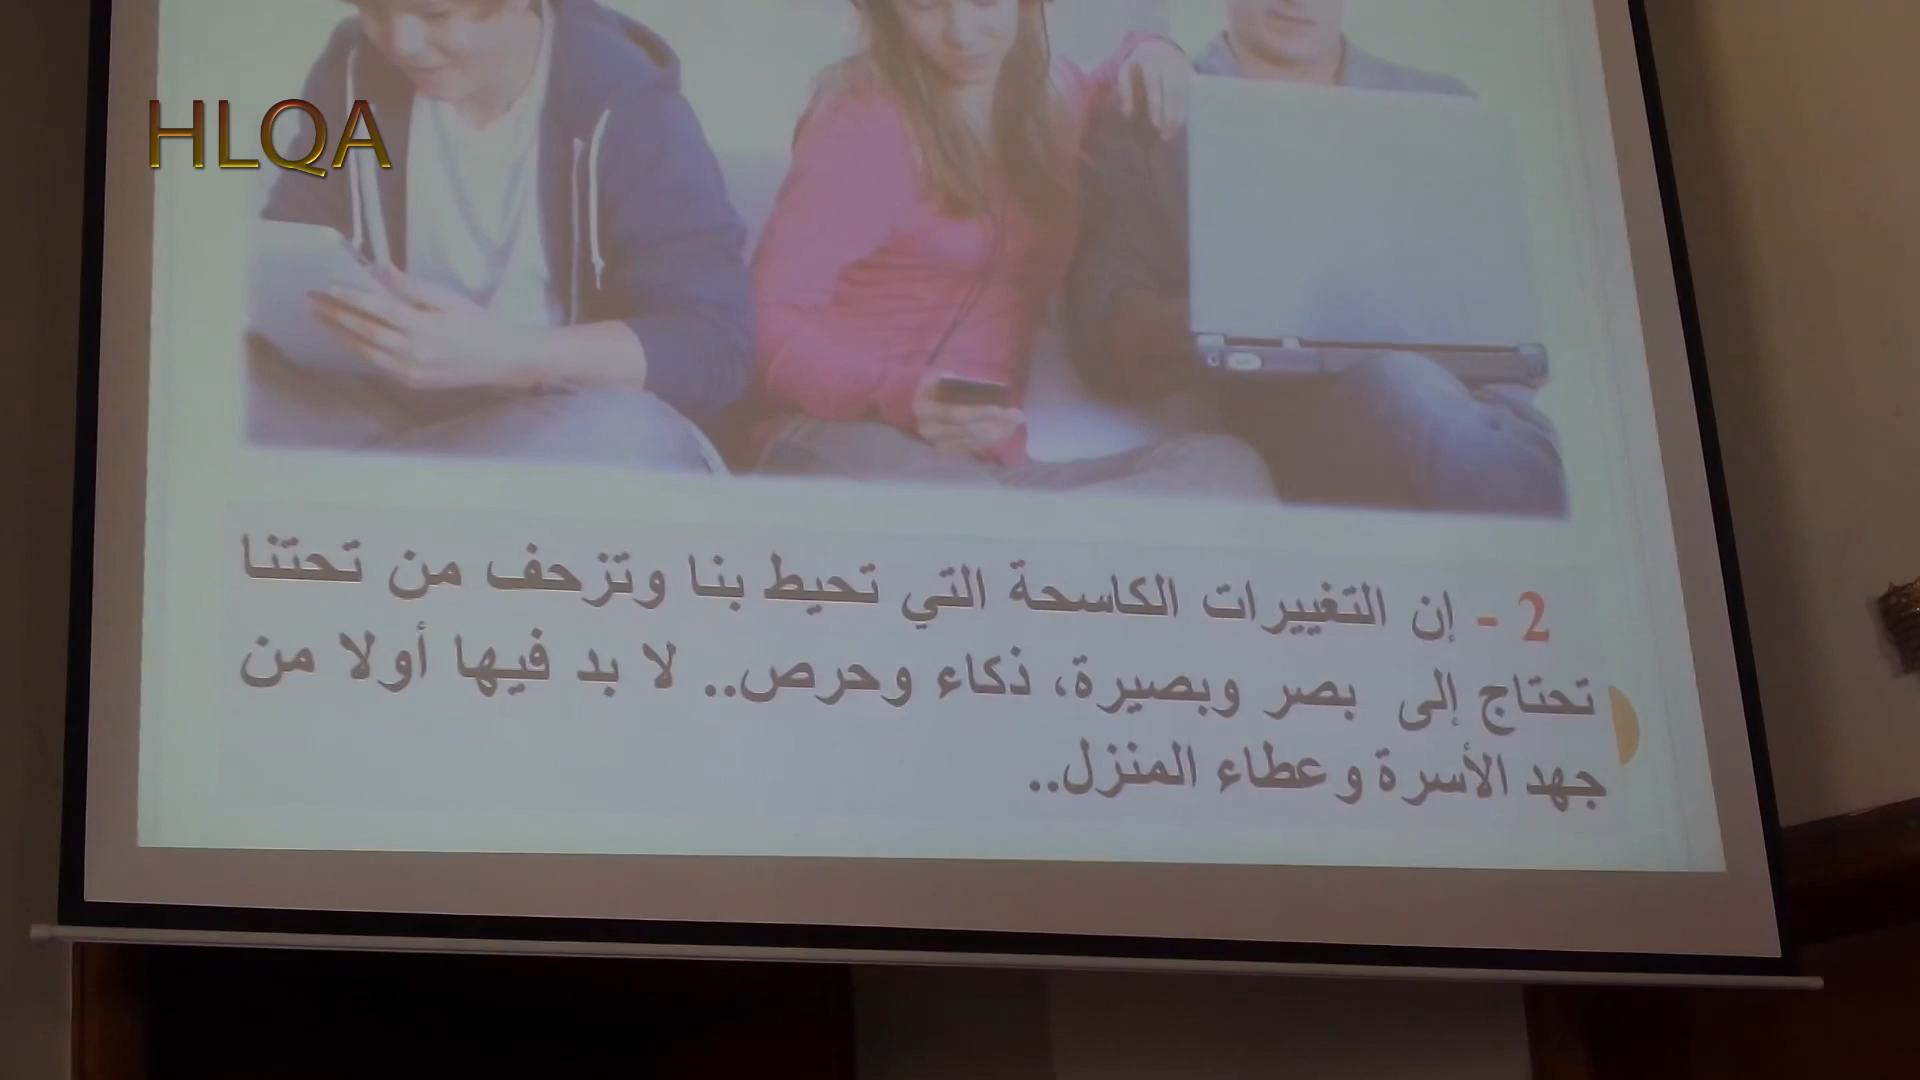 HLQA
2 - إن التغييرات الكاسحة التي تحيط بنا وتزحف من تحتنا
تحتاج إلى بصر وبصيرة، ذكاء وحرص.. لا بد فيها أولا من
جهد الأسرة وعطاء المنزل..